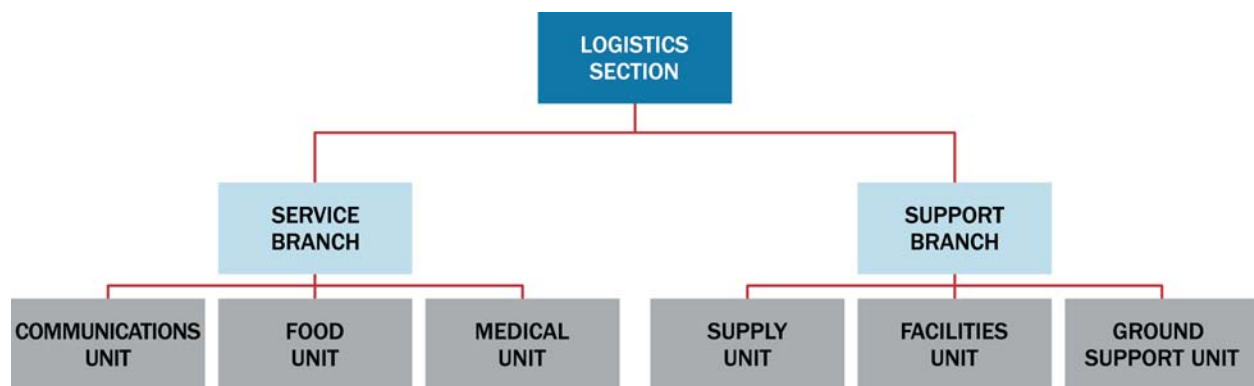 LOGISTICS
SECTION
SERVICE
BRANCH
SUPPORT
BRANCH
COMMUNICATIONS
UNIT
FOOD
UNIT
MEDICAL
UNIT
SUPPLY
UNIT
FACILITIES
UNIT
GROUND
SUPPORT UNIT